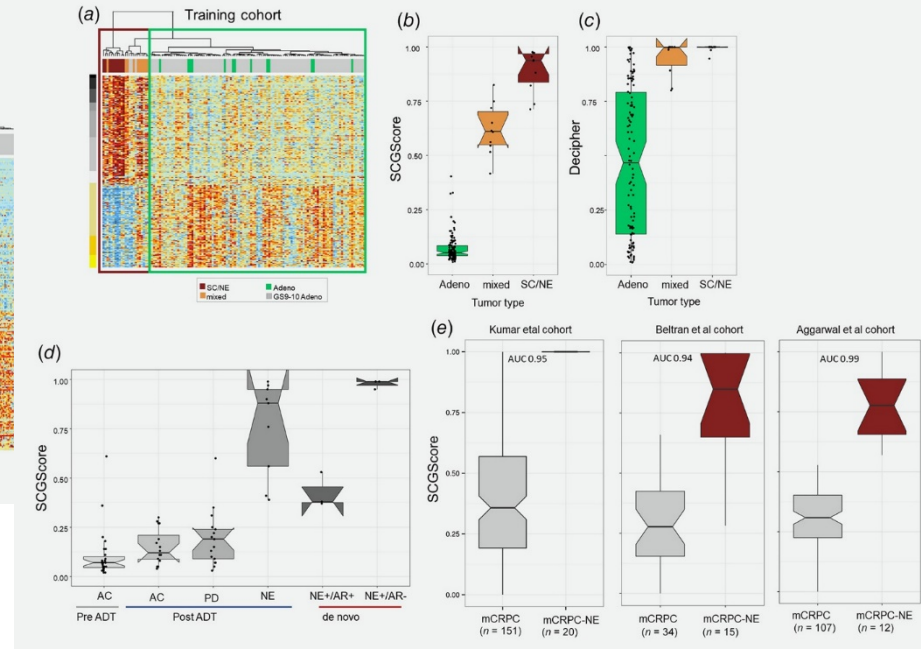 (a)
Training cohort
SC/NE
Adeno
mixed
GS9-10 Adeno
(b)
SCGScore
1.00
0.75
0.50
0.25
0.00
Adeno mixed SC/NE
Tumor type
(c)
Decipher
1.00
0.75
0.50
0.25
0.00
Adeno mixed SC/NE
Tumor type
(d)
SCGScore
1.00
0.75
0.50
0.25
0.00
AC AC PD NE NE+/AR+ NE+/AR-
Pre ADT Post ADT de novo
(e)
SCGScore
1.00
0.75
0.50
0.25
0.00
Kumar etal cohort
AUC 0.95
mCRPC mCRPC-NE
(n = 151) (n = 20)
Beltran et al cohort
AUC 0.94
mCRPC mCRPC-NE
(n = 34) (n = 15)
Aggarwal et al cohort
AUC 0.99
mCRPC mCRPC-NE
(n = 107) (n = 12)